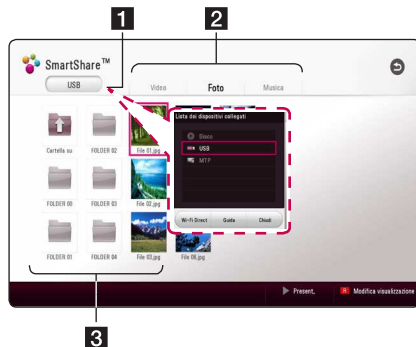 1
2
SmartShare™
USB
Video
Foto
Musica
Lista dei dispositivi collegati
Disco
USB
MTP
Wi-Fi Direct
Guida
Chiudi
Cartella su
FOLDER 02
File 01.jpg
FOLDER 00
FOLDER 03
File 02.jpg
FOLDER 01
FOLDER 04
File 03.jpg
File 06.jpg
Present.
R Modifica visualizzazione
3